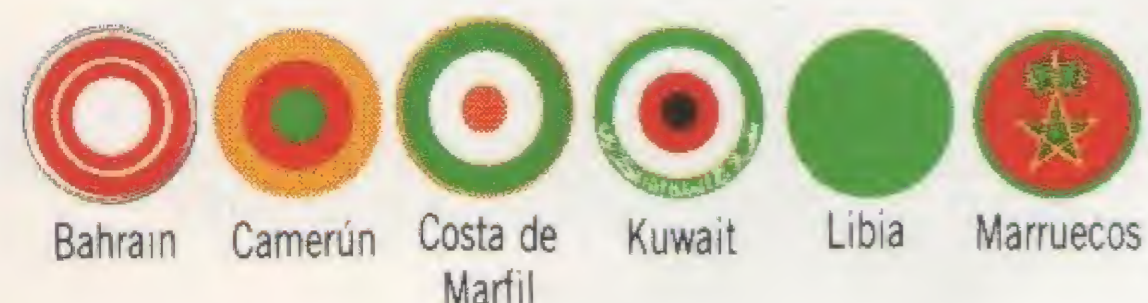 Bahrain
Camerún
Costa de
Marfil
Kuwait
Libia
Marruecos